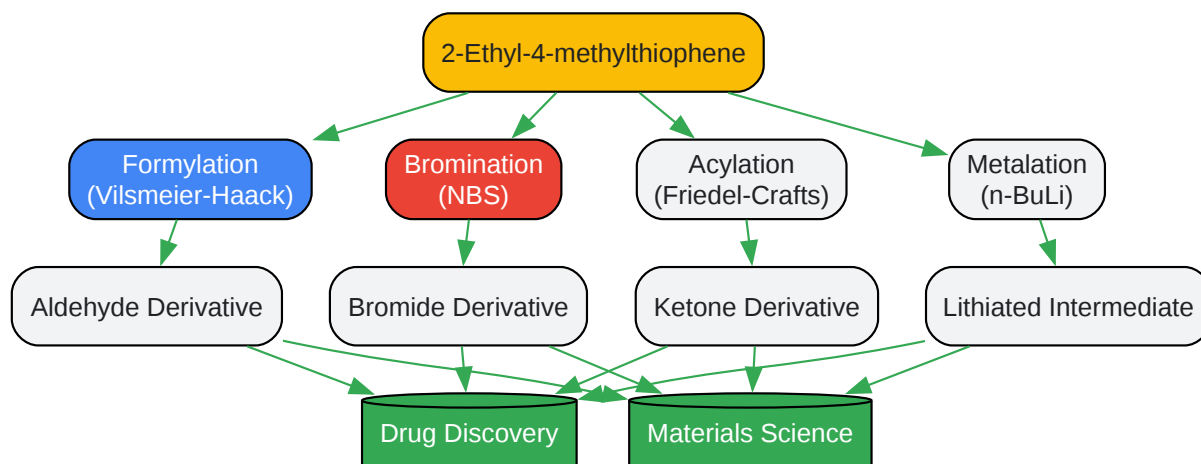 2-Ethyl-4-methylthiophene
Formylation
(Vilsmeier-Haack)
Bromination
(NBS)
Acylation
(Friedel-Crafts)
Metalation
(n-BuLi)
Aldehyde Derivative
Bromide Derivative
Ketone Derivative
Lithiated Intermediate
Drug Discovery
Materials Science